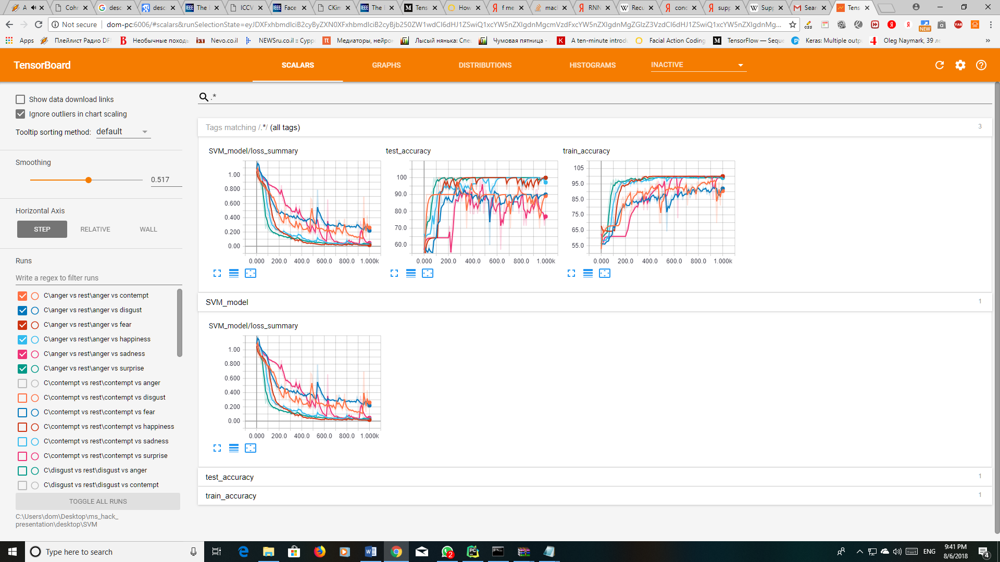 A
Cohr
desc
desc
The
ICCV
Face
CKim
The I
Tens
How
f me
macl
RNN
Recu
conc
supp
Supp
Sear
Tens
Not secure
dom-pc:6006/#scalars&runSelectionState=
NEW
YAB
Apps
Плейлист Радио DF
Необычные походы
Nevo.co.il
NEWSru.co.il :: Сурро
Медиаторы, нейрон
Лысый нянька: Спец
Чумовая пятница -
A ten-minute introdu
Facial Action Coding
TensorFlow — Seque
Keras: Multiple outp
Oleg Naymark, 39 ле
»
TensorBoard
SCALARS
GRAPHS
DISTRIBUTIONS
HISTOGRAMS
INACTIVE
Show data download links
Ignore outliers in chart scaling
Tooltip sorting method: default
Smoothing
0.517
Horizontal Axis
STEP
RELATIVE
WALL
Runs
Write a regex to filter runs
C\anger vs rest\anger vs contempt
C\anger vs rest\anger vs disgust
C\anger vs rest\anger vs fear
C\anger vs rest\anger vs happiness
C\anger vs rest\anger vs sadness
C\anger vs rest\anger vs surprise
C\contempt vs rest\contempt vs anger
C\contempt vs rest\contempt vs disgust
C\contempt vs rest\contempt vs fear
C\contempt vs rest\contempt vs happiness
C\contempt vs rest\contempt vs sadness
C\contempt vs rest\contempt vs surprise
C\disgust vs rest\disgust vs anger
C\disgust vs rest\disgust vs contempt
TOGGLE ALL RUNS
C:\Users\dom\Desktop\ms_hack_
presentation\desktop\SVM
.*
Tags matching /.*/ (all tags)
3
SVM_model/loss_summary
1.00
0.800
0.600
0.400
0.200
0.00
0.000 200.0 400.0 600.0 800.0 1.000k
test_accuracy
100
90.0
80.0
70.0
60.0
0.000 200.0 400.0 600.0 800.0 1.000k
train_accuracy
105
95.0
85.0
75.0
65.0
55.0
0.000 200.0 400.0 600.0 800.0 1.000k
SVM_model
1
SVM_model/loss_summary
1.00
0.800
0.600
0.400
0.200
0.00
0.000 200.0 400.0 600.0 800.0 1.000k
test_accuracy
1
train_accuracy
1
Type here to search
2
ENG
9:41 PM
8/6/2018
4